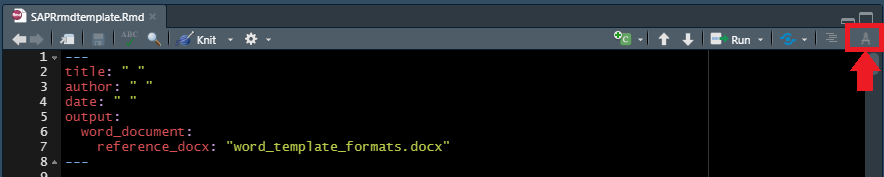 SAPRrmdtemplate.Rmd ×
ABC Knit C Run A
1 ---
2 title: " "
3 author: " "
4 date: " "
5 output:
6   word_document:
7     reference_docx: "word_template_formats.docx"
8 ---
9